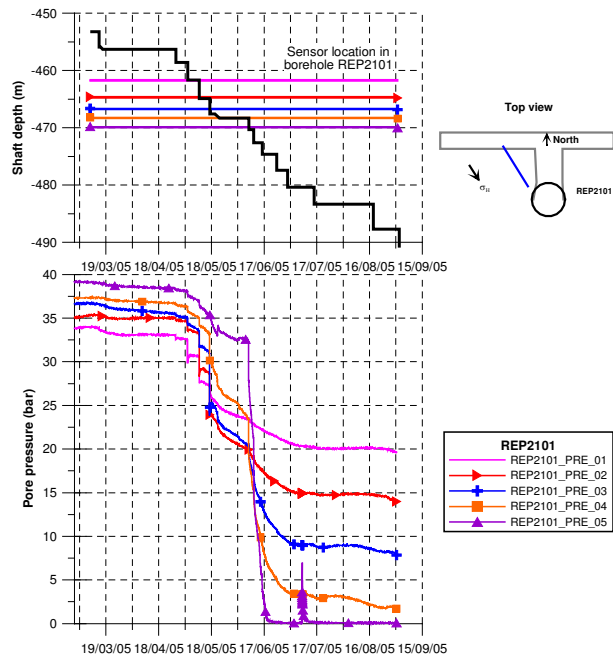 -450
-460
-470
-480
-490
Shaft depth (m)
Sensor location in
borehole REP2101
19/03/05 18/04/05 18/05/05 17/06/05 17/07/05 16/08/05 15/09/05
Top view
North
σH
REP2101
40
35
30
25
20
15
10
5
0
Pore pressure (bar)
19/03/05 18/04/05 18/05/05 17/06/05 17/07/05 16/08/05 15/09/05
REP2101
REP2101_PRE_01
REP2101_PRE_02
REP2101_PRE_03
REP2101_PRE_04
REP2101_PRE_05